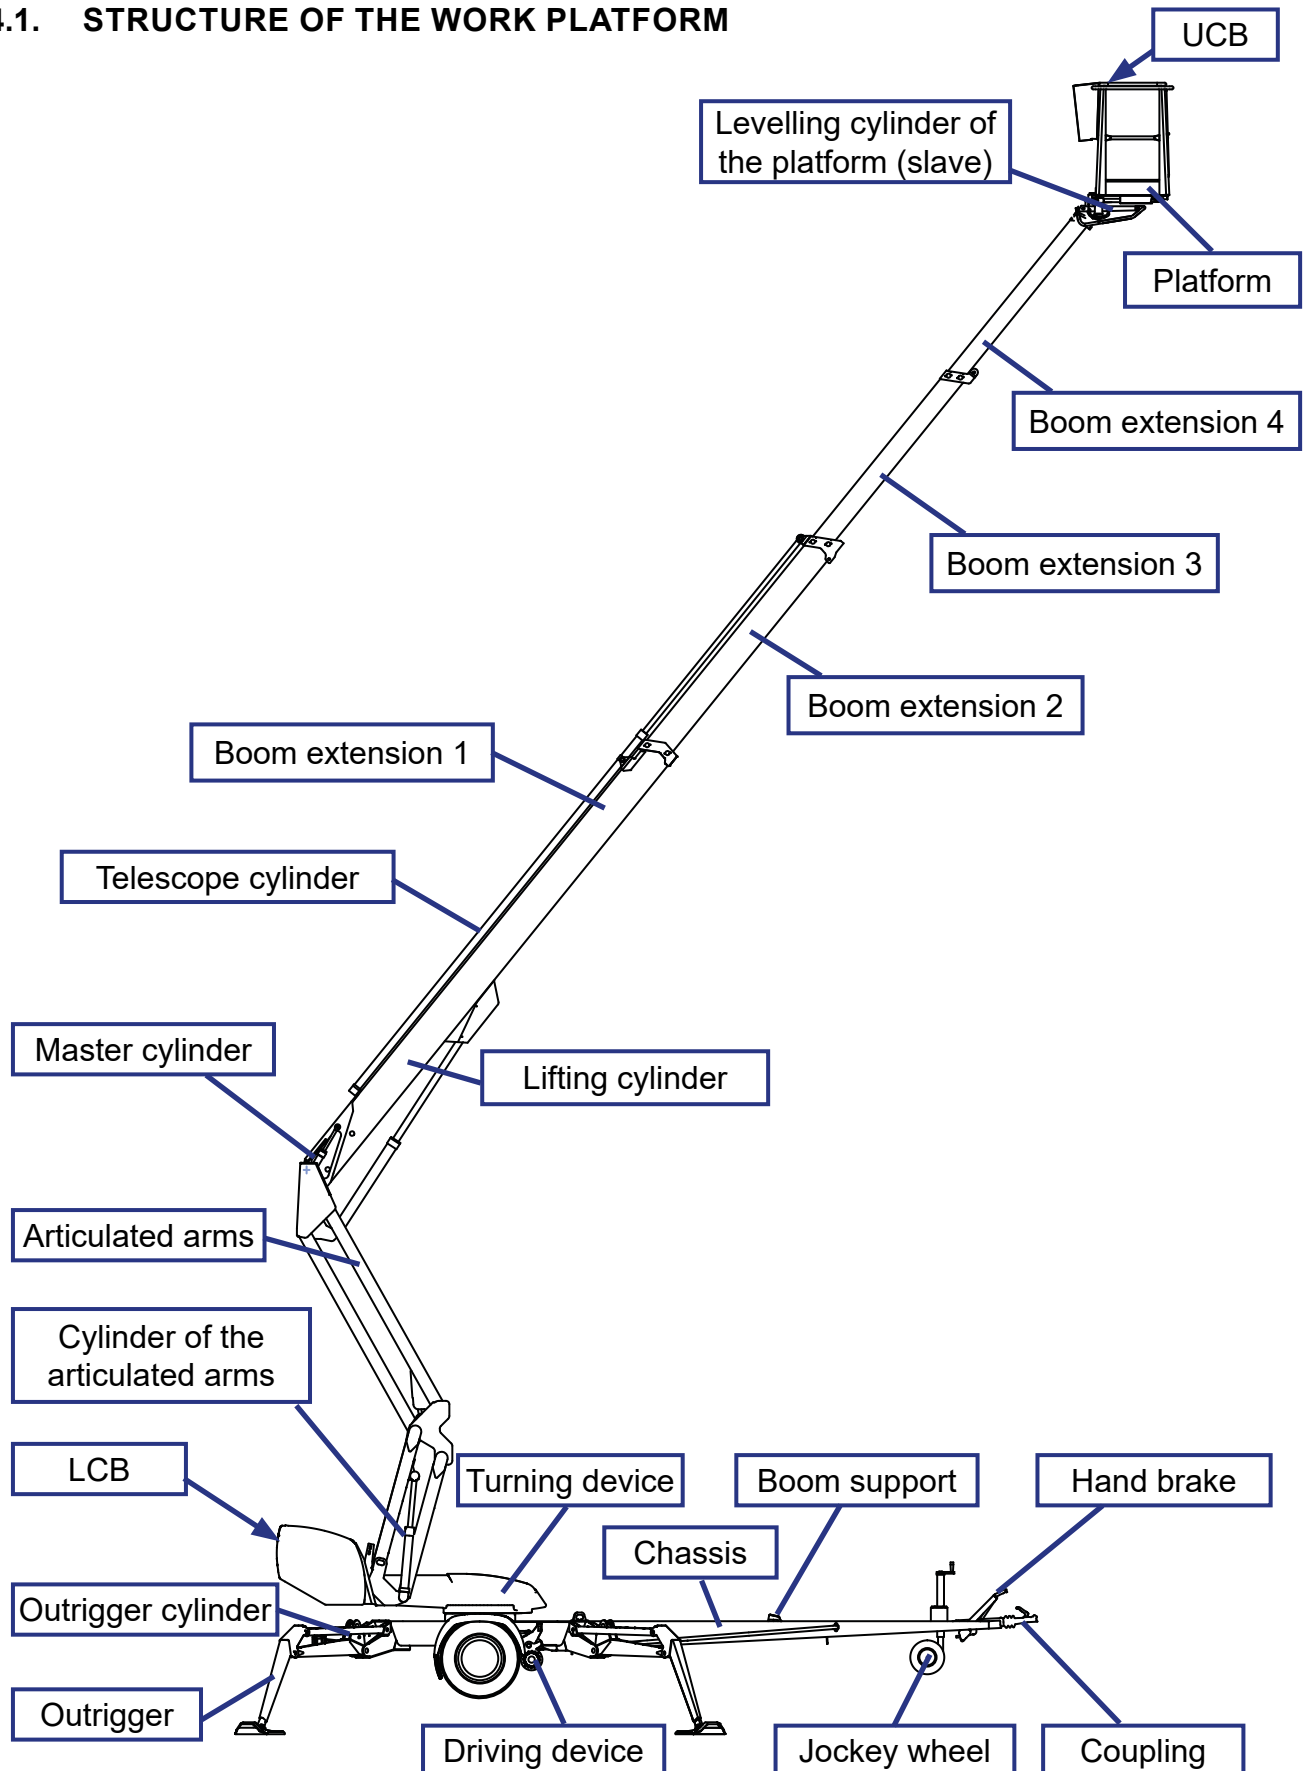 4.1. STRUCTURE OF THE WORK PLATFORM
UCB
Levelling cylinder of
the platform (slave)
Platform
Boom extension 4
Boom extension 3
Boom extension 2
Boom extension 1
Telescope cylinder
Master cylinder
Lifting cylinder
Articulated arms
Cylinder of the
articulated arms
LCB
Turning device
Boom support
Hand brake
Chassis
Outrigger cylinder
Outrigger
Driving device
Jockey wheel
Coupling